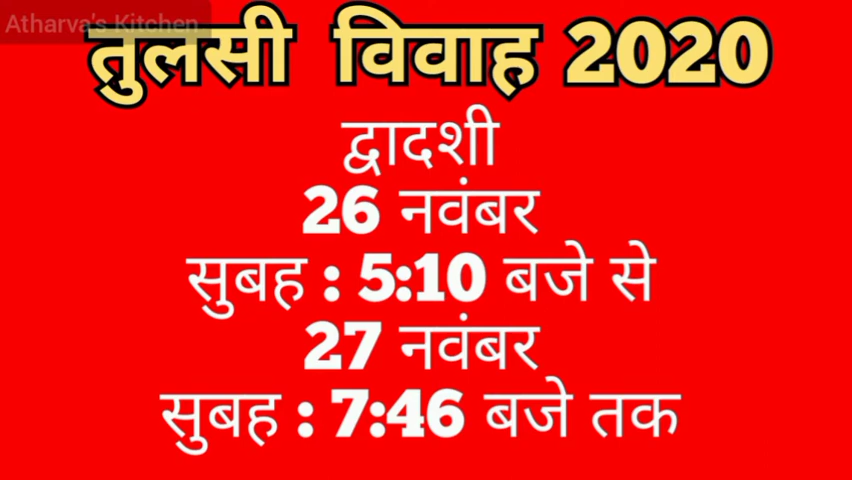 Atharva's Kitchen
तुलसी विवाह 2020
द्वादशी
26 नवंबर
सुबह : 5:10 बजे से
27 नवंबर
सुबह : 7:46 बजे तक